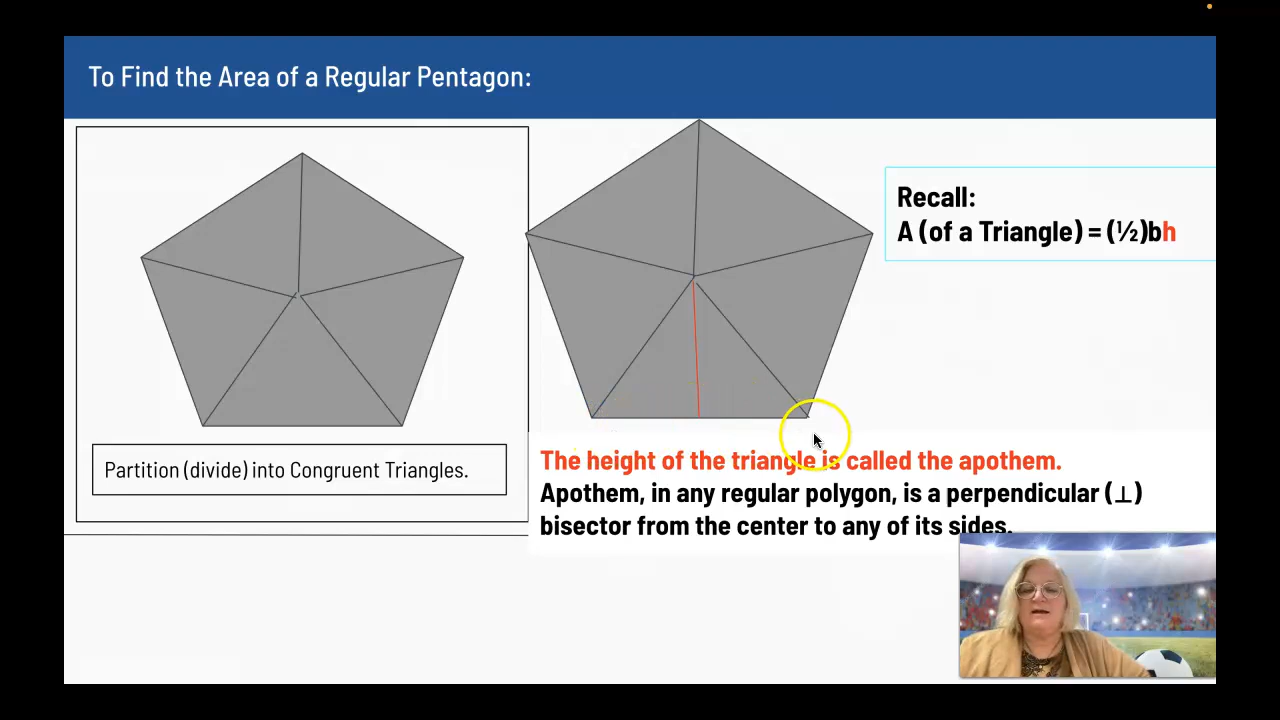 To Find the Area of a Regular Pentagon:
Recall:
A (of a Triangle) = (½)bh
Partition (divide) into Congruent Triangles.
The height of the triangle is called the apothem.
Apothem, in any regular polygon, is a perpendicular (⊥)
bisector from the center to any of its sides.